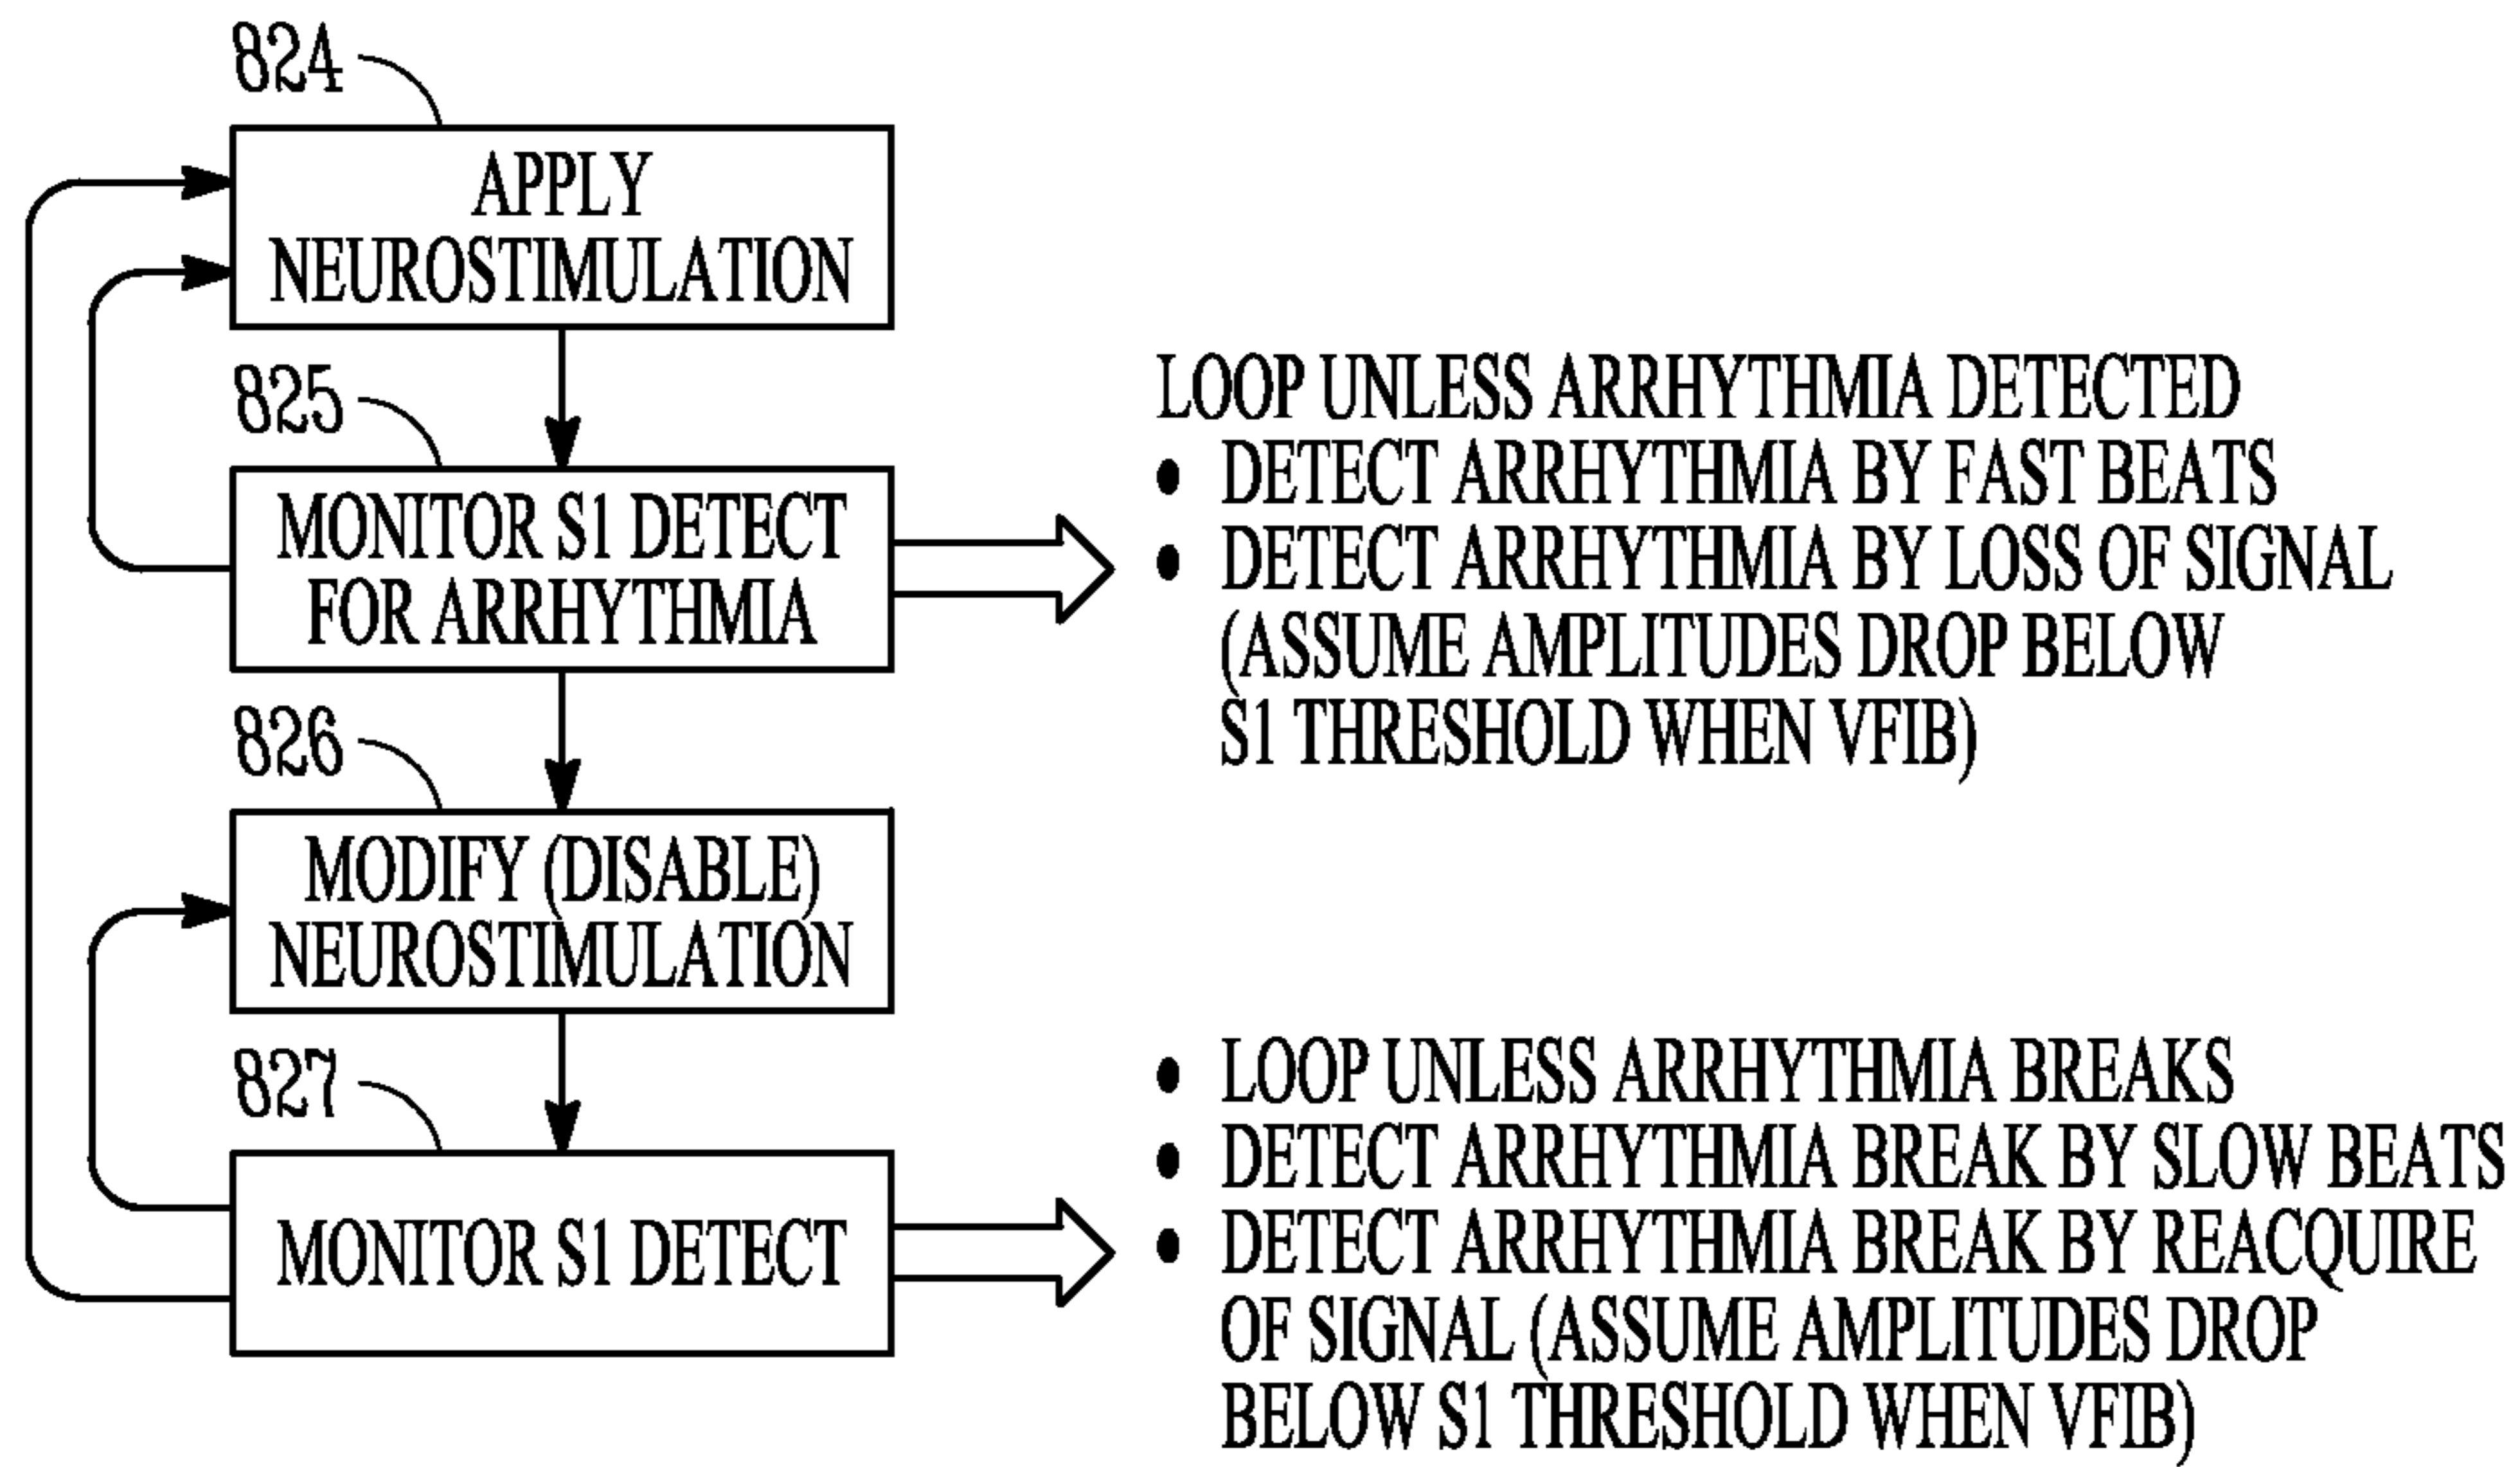 824
APPLY
NEUROSTIMULATION
825
MONITOR S1 DETECT
FOR ARRHYTHMIA
LOOP UNLESS ARRHYTHMIA DETECTED
• DETECT ARRHYTHMIA BY FAST BEATS
• DETECT ARRHYTHMIA BY LOSS OF SIGNAL
(ASSUME AMPLITUDES DROP BELOW
S1 THRESHOLD WHEN VFIB)
826
MODIFY (DISABLE)
NEUROSTIMULATION
827
MONITOR S1 DETECT
• LOOP UNLESS ARRHYTHMIA BREAKS
• DETECT ARRHYTHMIA BREAK BY SLOW BEATS
• DETECT ARRHYTHMIA BREAK BY REACQUIRE
OF SIGNAL (ASSUME AMPLITUDES DROP
BELOW S1 THRESHOLD WHEN VFIB)